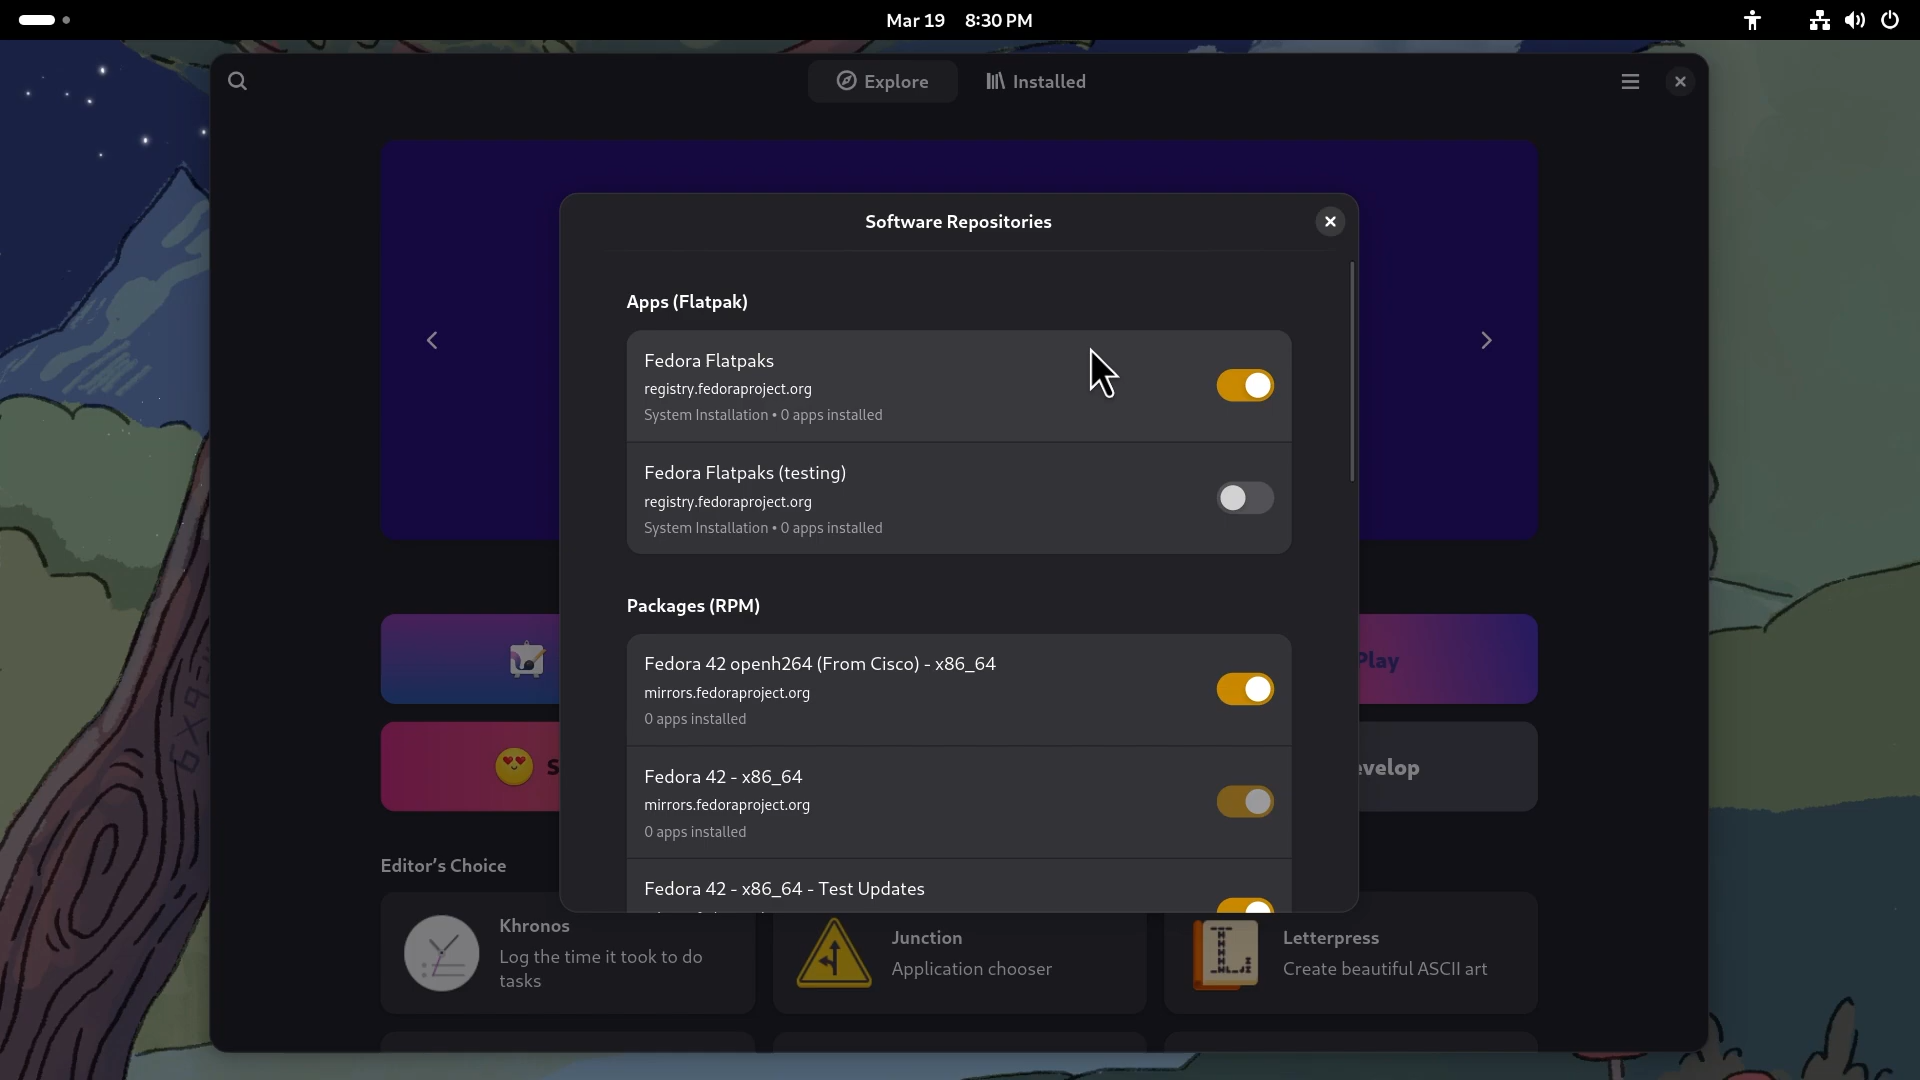 Mar 19 8:30 PM
Explore
Installed
Software Repositories
Apps (Flatpak)
Fedora Flatpaks
registry.fedoraproject.org
System Installation • 0 apps installed
Fedora Flatpaks (testing)
registry.fedoraproject.org
System Installation • 0 apps installed
Packages (RPM)
Fedora 42 openh264 (From Cisco) - x86_64
mirrors.fedoraproject.org
0 apps installed
Fedora 42 - x86_64
mirrors.fedoraproject.org
0 apps installed
Fedora 42 - x86_64 - Test Updates
Play
S
evelop
Editor's Choice
Khronos
Log the time it took to do
tasks
Junction
Application chooser
Letterpress
Create beautiful ASCII art